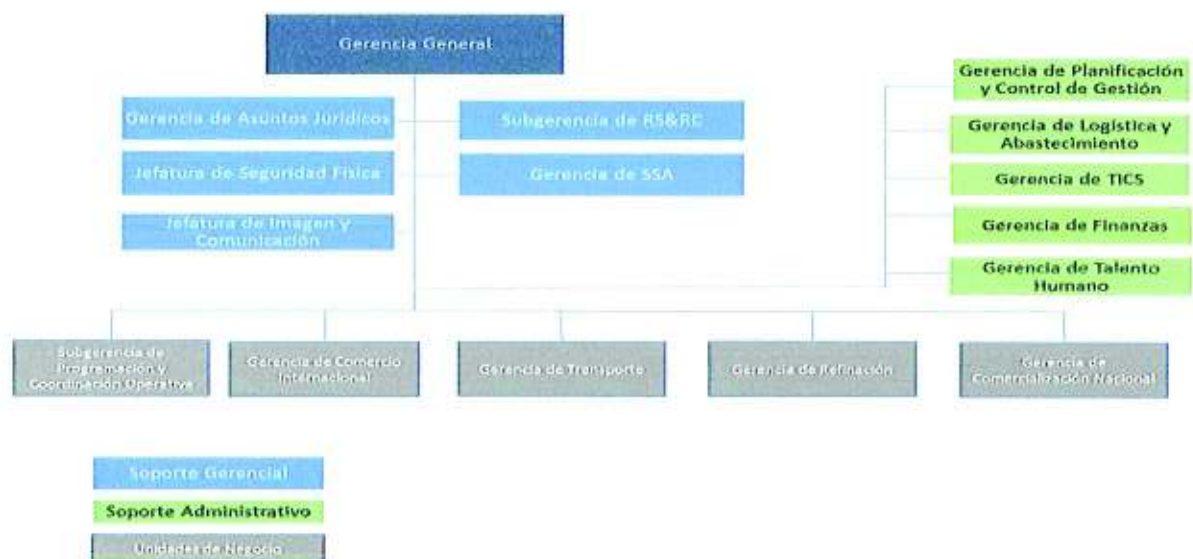 Gerencia General
Gerencia de Asuntos Jurídicos
Subgerencia de RS&RC
Jefatura de Seguridad Física
Gerencia de SSA
Jefatura de Imagen y
Comunicación
Gerencia de Planificación
y Control de Gestión
Gerencia de Logística y
Abastecimiento
Gerencia de TICS
Gerencia de Finanzas
Gerencia de Talento
Humano
Subgerencia de
Programación y
Coordinación Operativa
Gerencia de Comercio
Internacional
Gerencia de Transporte
Gerencia de Refinación
Gerencia de
Comercialización Nacional
Soporte Gerencial
Soporte Administrativo
Unidades de Negocio